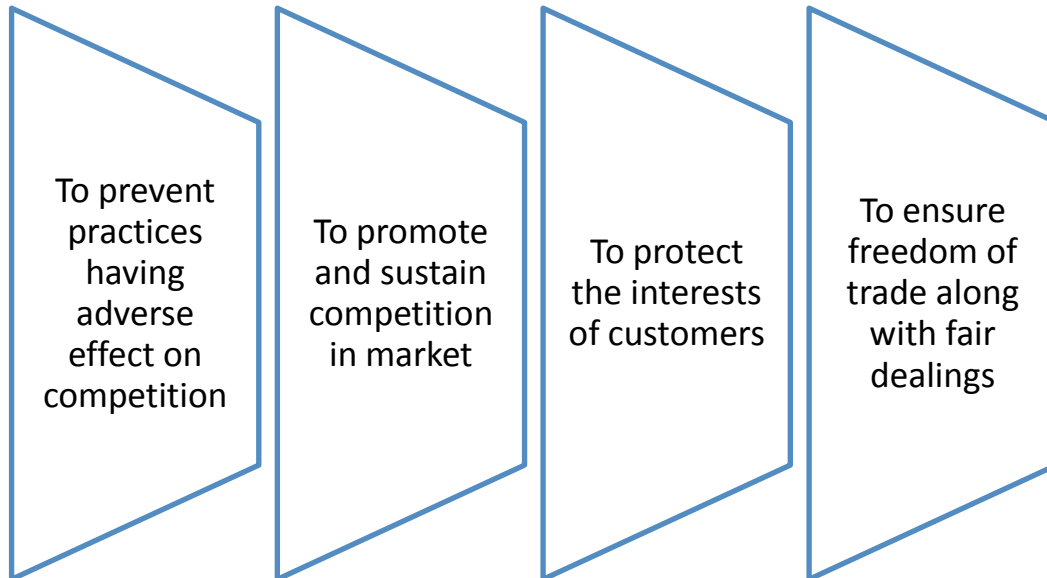 To prevent
practices
having
adverse
effect on
competition
To promote
and sustain
competition
in market
To protect
the interests
of customers
To ensure
freedom of
trade along
with fair
dealings